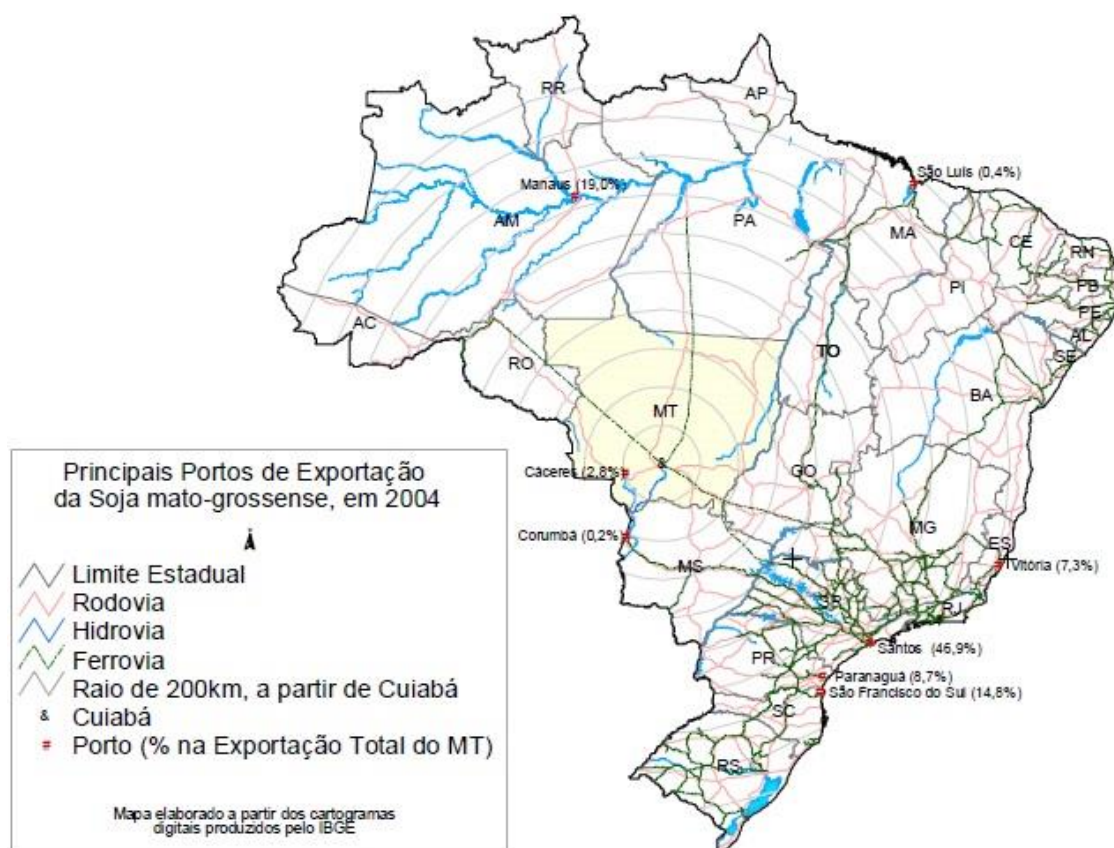 RR
AP
Manaus (19,0%)
São Luis (0,4%)
AM
PA
MA
CE
RN
PB
PI
PE
AL
SE
AC
RO
TO
BA
MT
&
Cáceres (2,8%)
GO
Corumbá (0,2%)
MG
ES
Vitória (7,3%)
MS
SP
RJ
Santos (46,9%)
PR
Paranaguá (8,7%)
São Francisco do Sul (14,8%)
SC
RS
Principais Portos de Exportação
da Soja mato-grossense, em 2004
Limite Estadual
Rodovia
Hidrovia
Ferrovia
Raio de 200km, a partir de Cuiabá
& Cuiabá
# Porto (% na Exportação Total do MT)
Mapa elaborado a partir dos cartogramas
digitais produzidos pelo IBGE